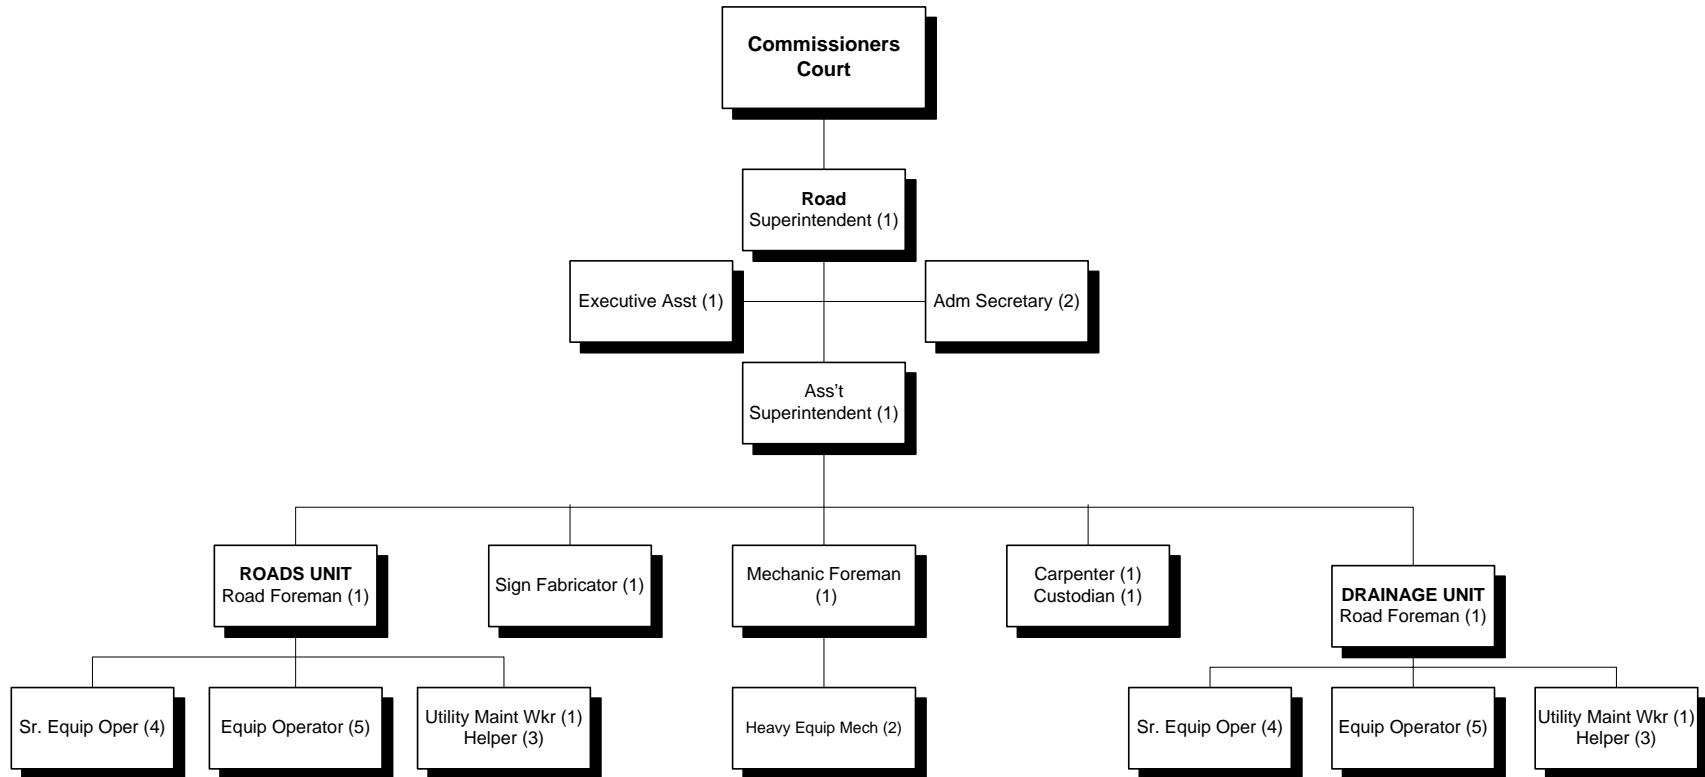 Commissioners
Court
Road
Superintendent (1)
Executive Asst (1)
Adm Secretary (2)
Ass't
Superintendent (1)
ROADS UNIT
Road Foreman (1)
Sign Fabricator (1)
Mechanic Foreman
(1)
Carpenter (1)
Custodian (1)
DRAINAGE UNIT
Road Foreman (1)
Sr. Equip Oper (4)
Equip Operator (5)
Utility Maint Wkr (1)
Helper (3)
Heavy Equip Mech (2)
Sr. Equip Oper (4)
Equip Operator (5)
Utility Maint Wkr (1)
Helper (3)